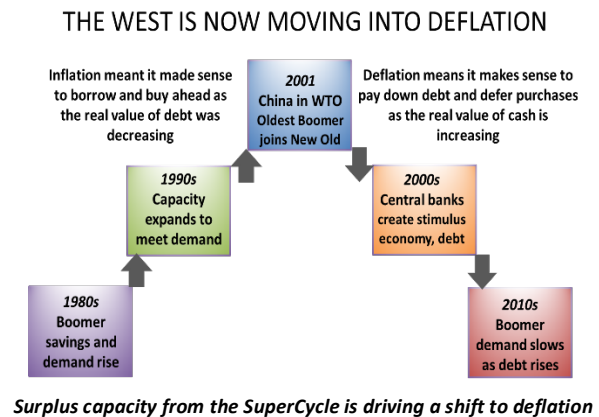 THE WEST IS NOW MOVING INTO DEFLATION
Inflation meant it made sense
to borrow and buy ahead as
the real value of debt was
decreasing
2001
China in WTO
Oldest Boomer
joins New Old
Deflation means it makes sense to
pay down debt and defer purchases
as the real value of cash is
increasing
1990s
Capacity
expands to
meet demand
2000s
Central banks
create stimulus
economy, debt
1980s
Boomer
savings and
demand rise
2010s
Boomer
demand slows
as debt rises
Surplus capacity from the SuperCycle is driving a shift to deflation